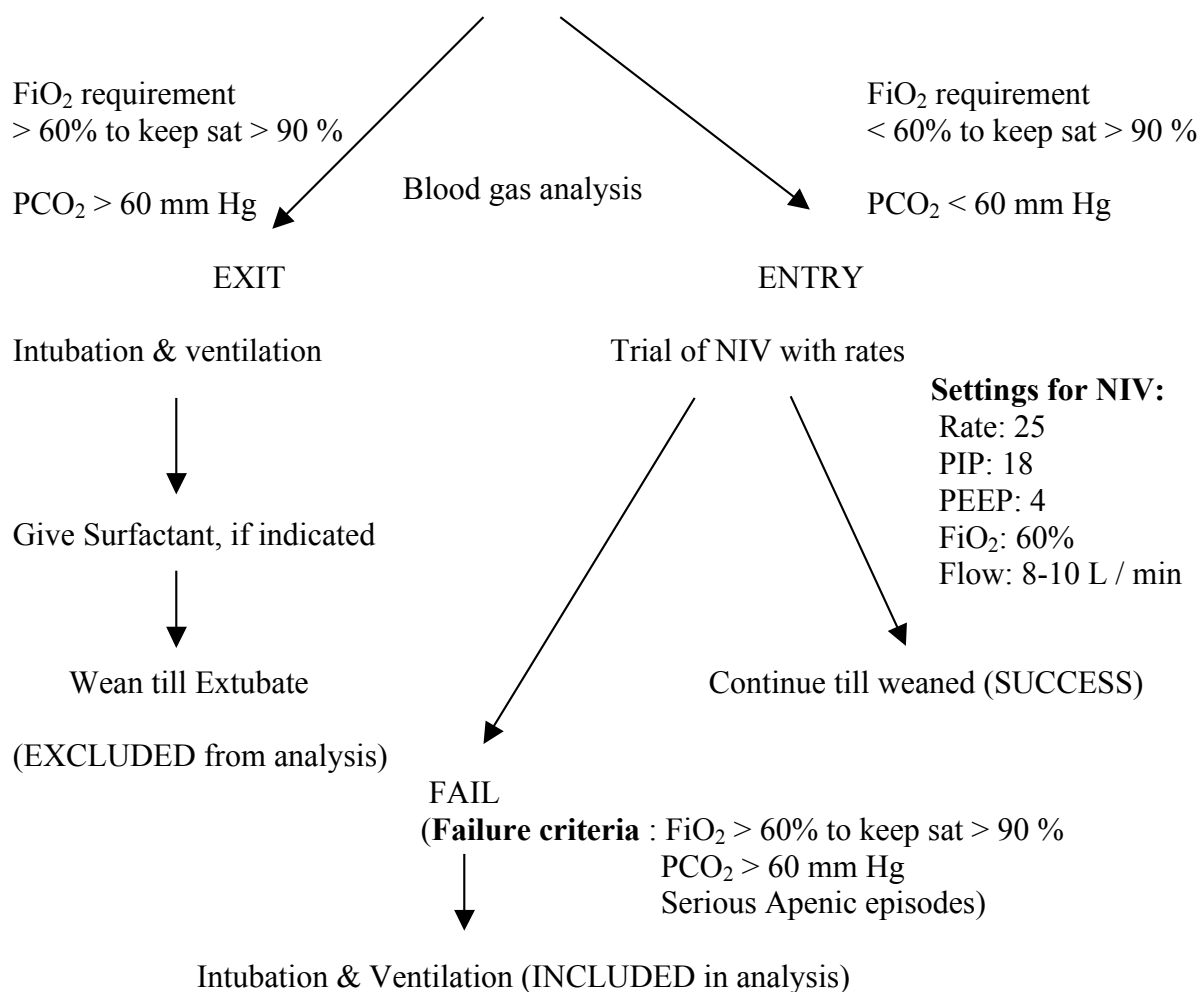 FiO₂ requirement
> 60% to keep sat > 90 %
PCO₂ > 60 mm Hg
Blood gas analysis
FiO₂ requirement
< 60% to keep sat > 90 %
PCO₂ < 60 mm Hg
EXIT
Intubation & ventilation
Give Surfactant, if indicated
Wean till Extubate
(EXCLUDED from analysis)
ENTRY
Trial of NIV with rates
Settings for NIV:
Rate: 25
PIP: 18
PEEP: 4
FiO₂: 60%
Flow: 8-10 L / min
Continue till weaned (SUCCESS)
FAIL
(Failure criteria : FiO₂ > 60% to keep sat > 90 %
PCO₂ > 60 mm Hg
Serious Apenic episodes)
Intubation & Ventilation (INCLUDED in analysis)